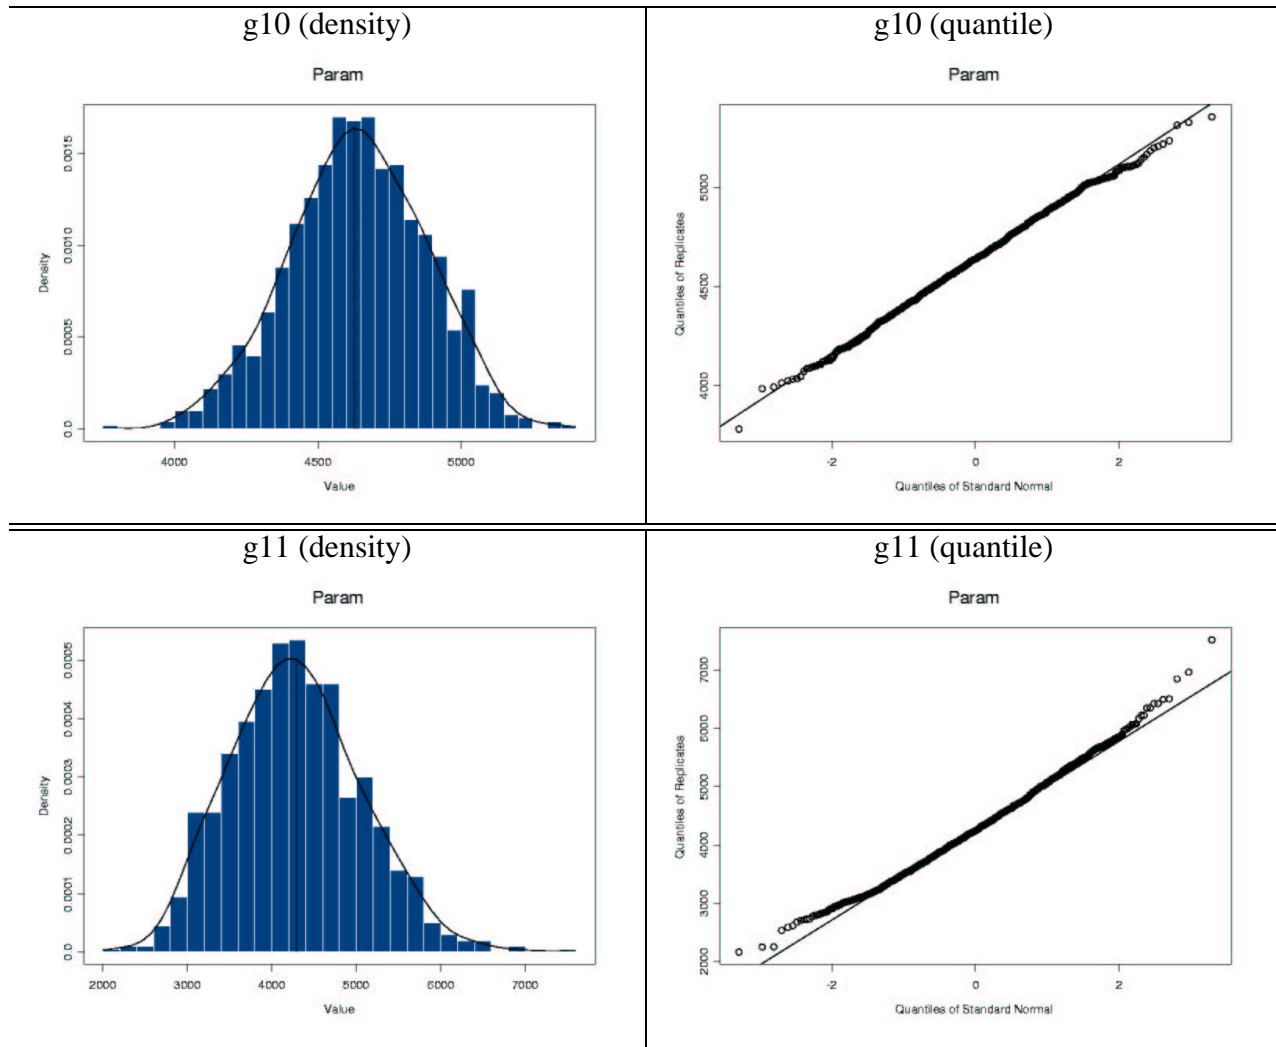 g10 (density)
Param
Density
0.0 0.0005 0.0010 0.0015
4000 4500 5000
Value
g10 (quantile)
Param
Quantiles of Replicates
4000 4500 5000
-2 0 2
Quantiles of Standard Normal
g11 (density)
Param
Density
0.0 0.0001 0.0002 0.0003 0.0004 0.0005
2000 3000 4000 5000 6000 7000
Value
g11 (quantile)
Param
Quantiles of Replicates
2000 3000 4000 5000 6000 7000
-2 0 2
Quantiles of Standard Normal